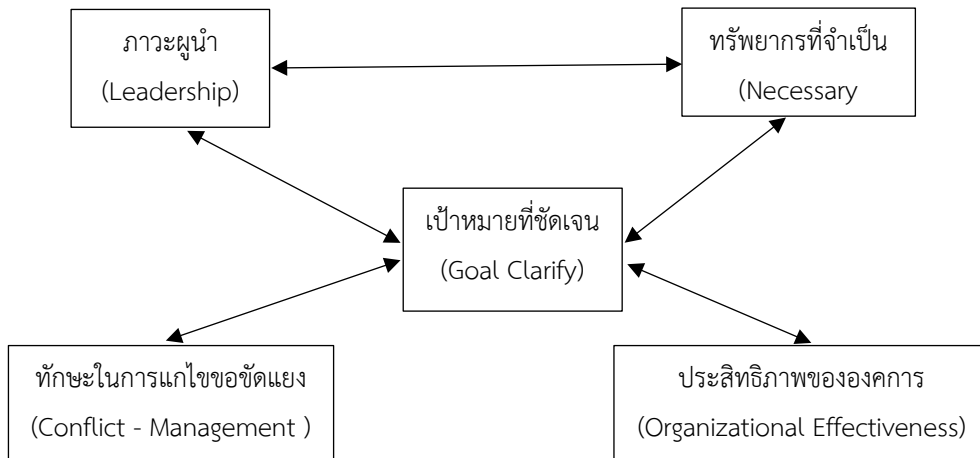 ภาวะผูนำ
(Leadership)
ทรัพยากรที่จำเป็น
(Necessary
เป้าหมายที่ชัดเจน
(Goal Clarify)
ทักษะในการแกไขขอขัดแยง
(Conflict - Management )
ประสิทธิภาพขององคการ
(Organizational Effectiveness)